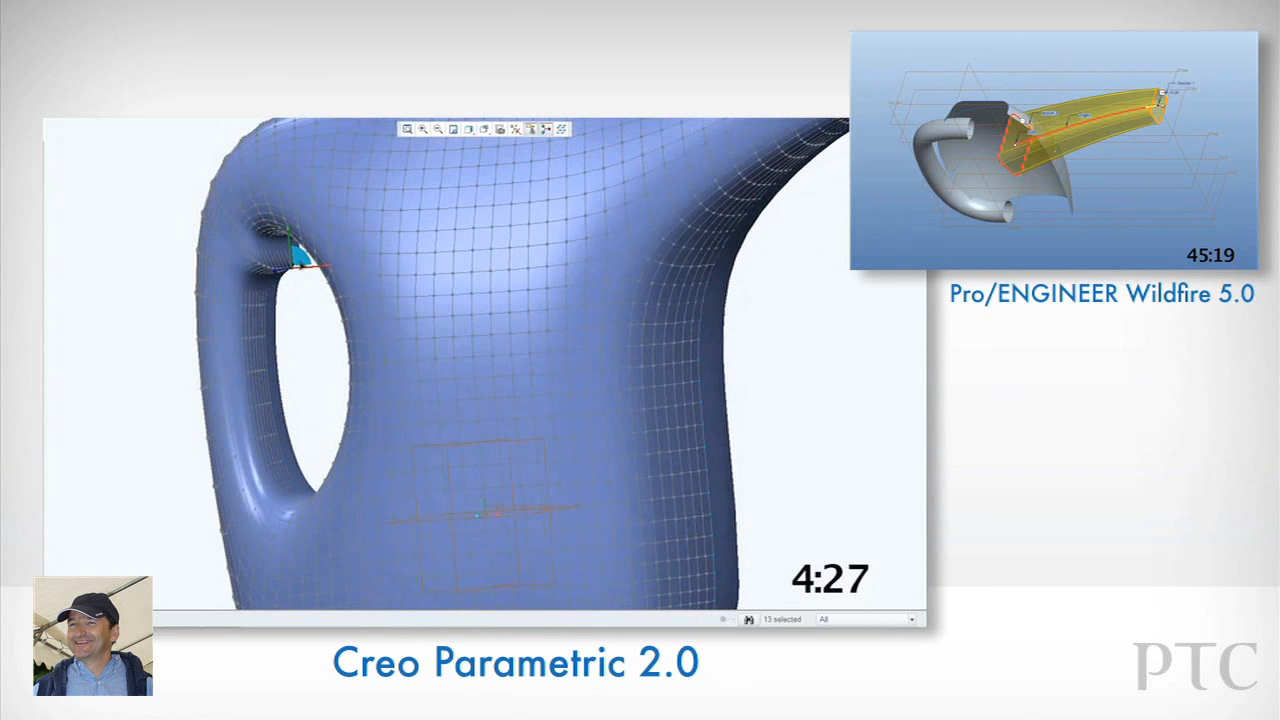 45:19
Pro/ENGINEER Wildfire 5.0
4:27
13 selected
All
Creo Parametric 2.0
PTC